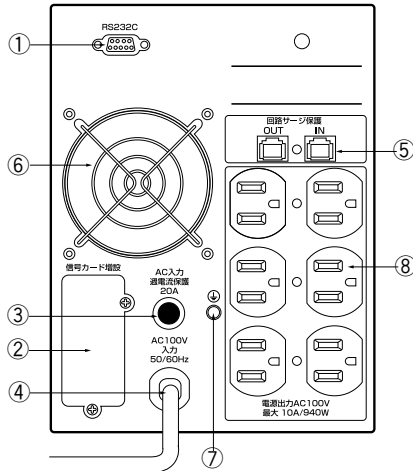 RS232C
①
回路サージ保護
OUT IN
⑤
⑥
信号カード増設
AC入力
過電流保護
20A
③
②
AC100V
入力
50/60Hz
④
⑦
⑧
電源出力AC100V
最大 10A/940W